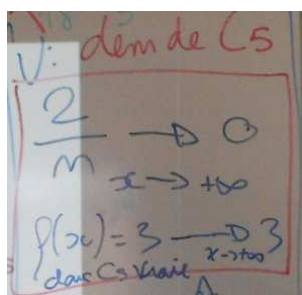 V: dem de C5
2/n → 0
x → +∞
f(x) = 3 → 3
x → +∞
donc C5 vraie